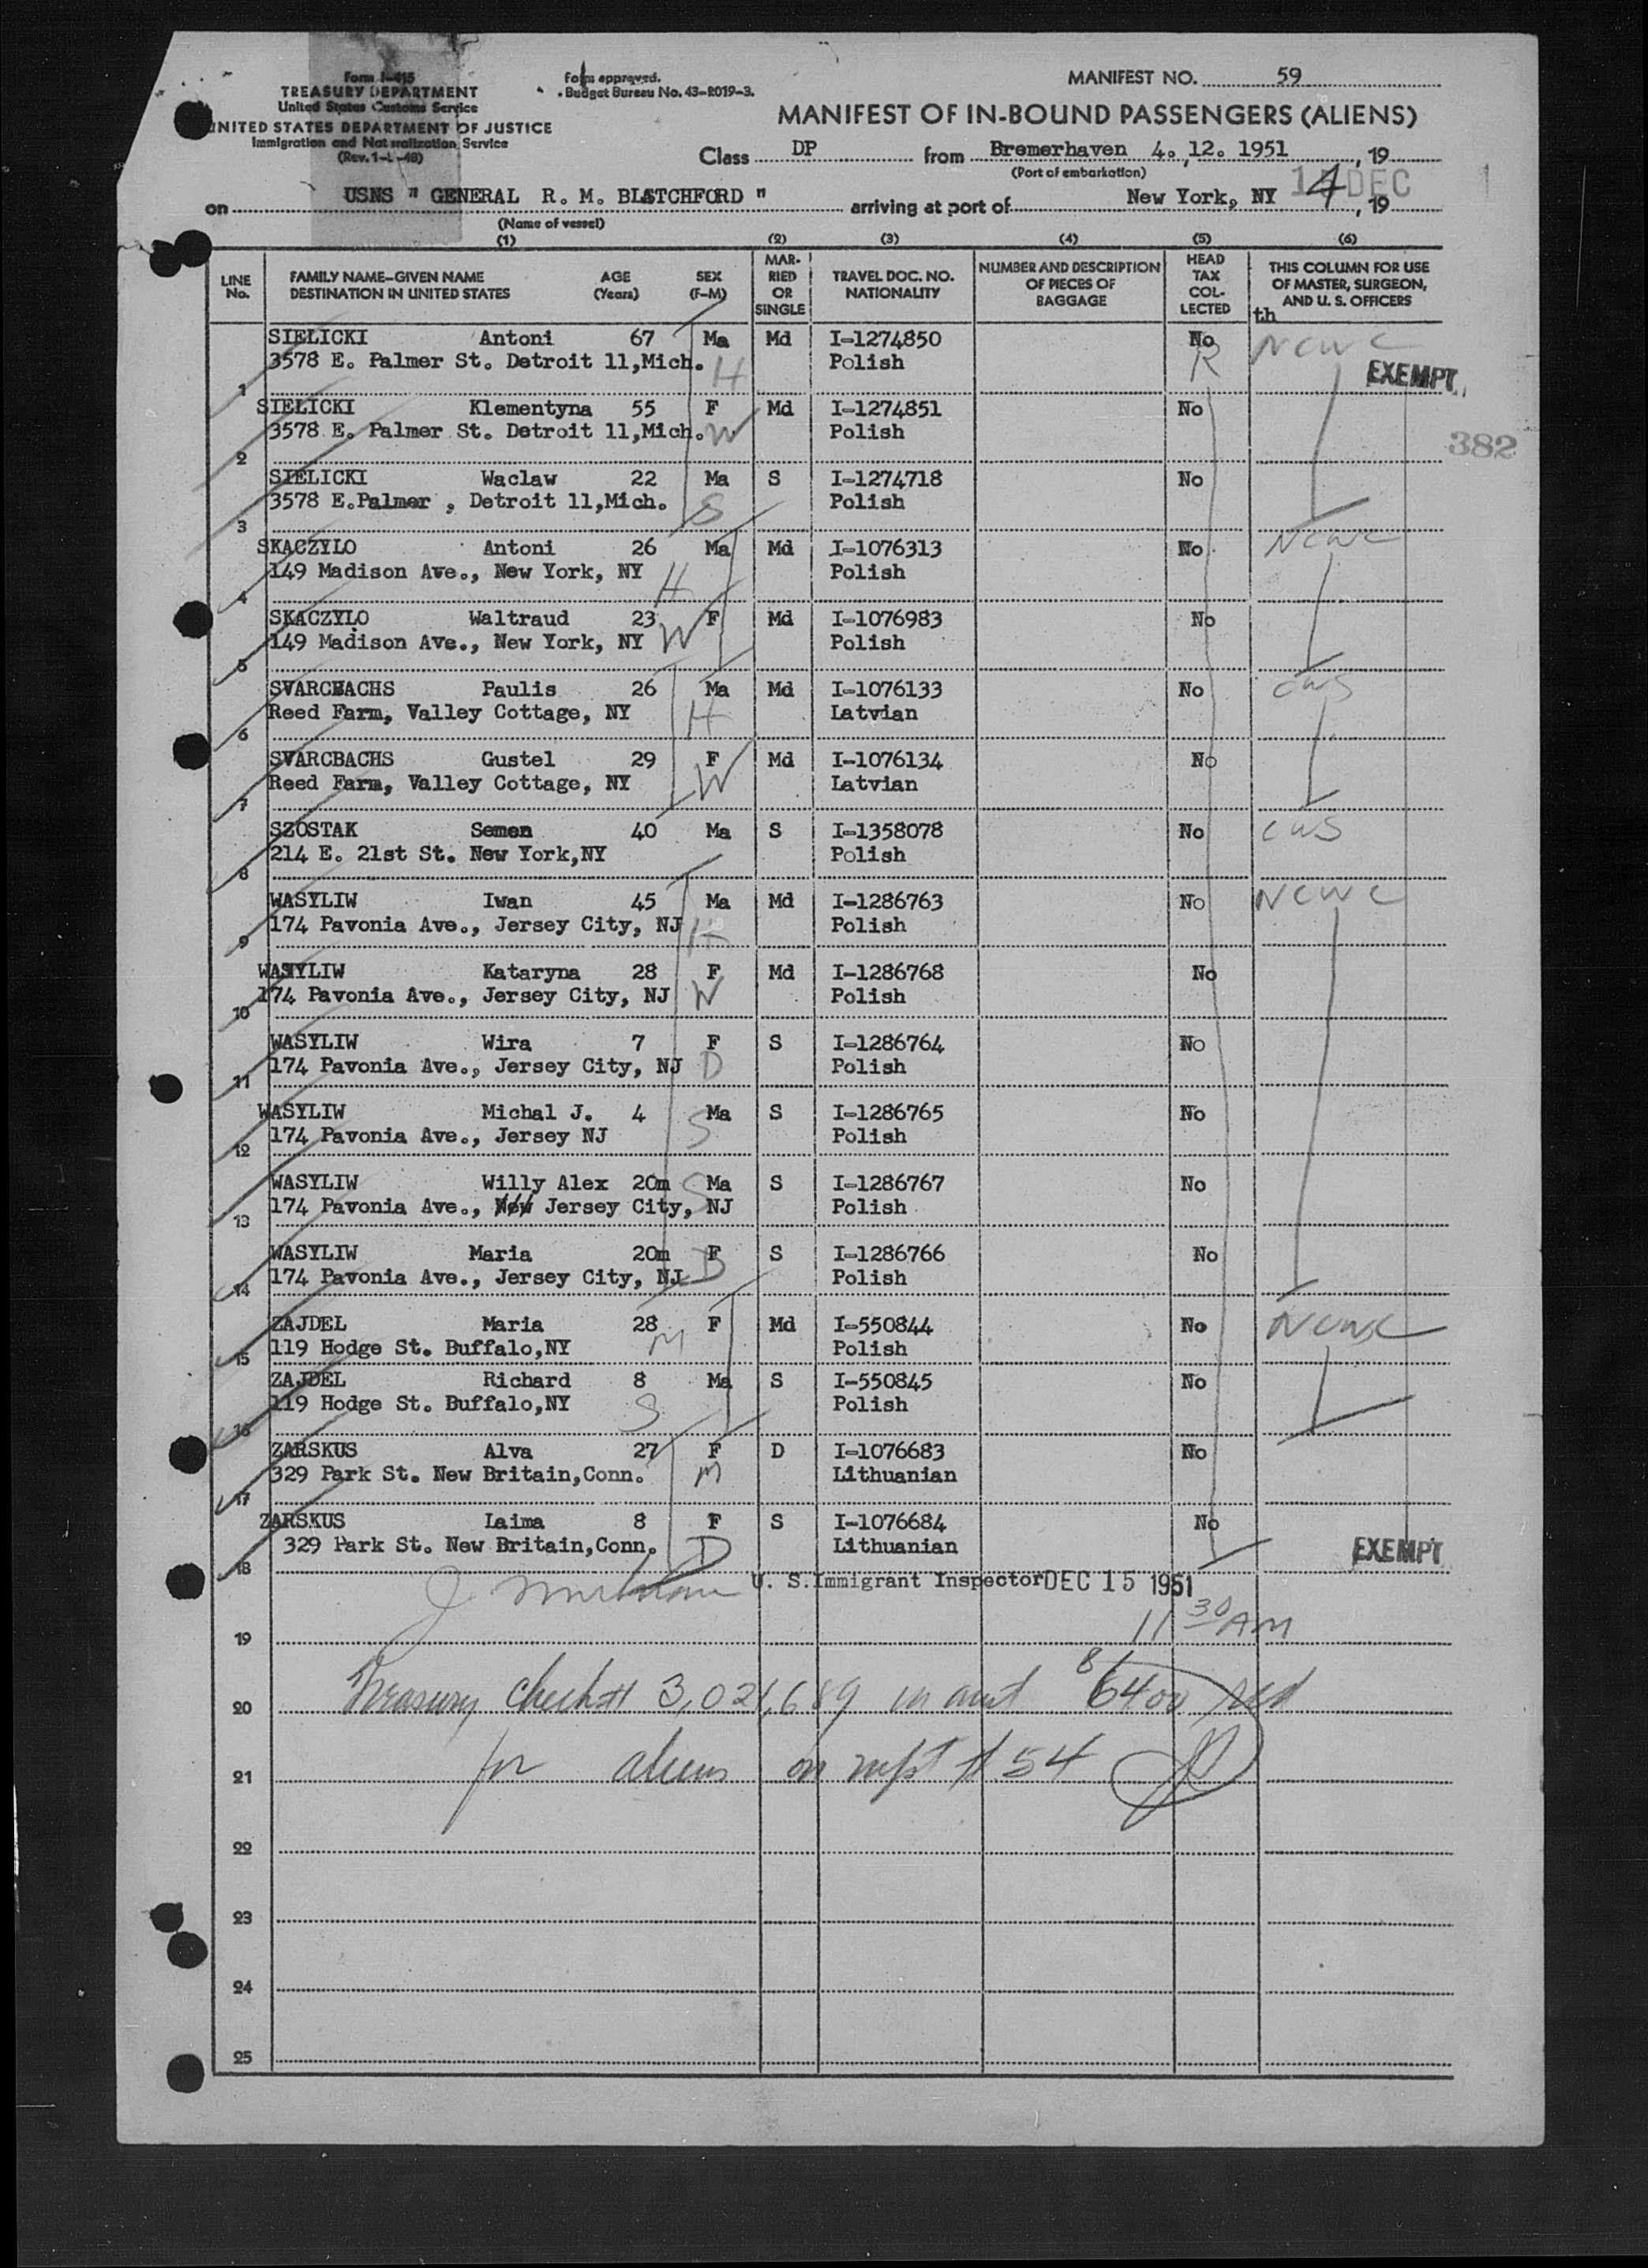 Form I-415
TREASURY DEPARTMENT
United States Customs Service
UNITED STATES DEPARTMENT OF JUSTICE
Immigration and Naturalization Service
Form approved.
Budget Bureau No. 43-R019-3.
MANIFEST NO. 59
MANIFEST OF IN-BOUND PASSENGERS (ALIENS)
Class DP from Bremerhaven 4. 12. 1951, 19
(Port of embarkation)
on USNS " GENERAL R. M. BLATCHFORD " arriving at port of New York, NY 14 DEC, 19
(Name of vessel)
(1) (2) (3) (4) (5) (6)
LINE No. FAMILY NAME-GIVEN NAME DESTINATION IN UNITED STATES AGE (Years) SEX (F-M) MARRIED OR SINGLE TRAVEL DOC. NO. NATIONALITY NUMBER AND DESCRIPTION OF PIECES OF BAGGAGE HEAD TAX COLLECTED THIS COLUMN FOR USE OF MASTER, SURGEON, AND U. S. OFFICERS
th
SIELICKI Antoni 67 Ma Md I-1274850 No NCWC
1 3578 E. Palmer St. Detroit 11,Mich. H Polish R EXEMPT
SIELICKI Klementyna 55 F Md I-1274851 No
2 3578 E. Palmer St. Detroit 11,Mich. W Polish 382
SIELICKI Waclaw 22 Ma S I-1274718 No
3 3578 E.Palmer , Detroit 11,Mich. S Polish
SKACZYLO Antoni 26 Ma Md I-1076313 No NCWC
4 149 Madison Ave., New York, NY H Polish
SKACZYLO Waltraud 23 F Md I-1076983 No
5 149 Madison Ave., New York, NY W Polish
SVARCBACHS Paulis 26 Ma Md I-1076133 No CWS
6 Reed Farm, Valley Cottage, NY H Latvian
SVARCBACHS Gustel 29 F Md I-1076134 No
7 Reed Farm, Valley Cottage, NY W Latvian
SZOSTAK Semen 40 Ma S I-1358078 No CWS
8 214 E. 21st St. New York,NY Polish
WASYLIW Iwan 45 Ma Md I-1286763 No NCWC
9 174 Pavonia Ave., Jersey City, NJ H Polish
WASYLIW Kataryna 28 F Md I-1286768 No
10 174 Pavonia Ave., Jersey City, NJ W Polish
WASYLIW Wira 7 F S I-1286764 No
11 174 Pavonia Ave., Jersey City, NJ D Polish
WASYLIW Michal J. 4 Ma S I-1286765 No
12 174 Pavonia Ave., Jersey NJ S Polish
WASYLIW Willy Alex 20m Ma S I-1286767 No
13 174 Pavonia Ave., New Jersey City, NJ S Polish
WASYLIW Maria 20m F S I-1286766 No
14 174 Pavonia Ave., Jersey City, NJ D Polish
ZAJDEL Maria 28 F Md I-550844 No NCWC
15 119 Hodge St. Buffalo,NY M Polish
ZAJDEL Richard 8 Ma S I-550845 No
16 119 Hodge St. Buffalo,NY S Polish
ZARSKUS Alva 27 F D I-1076683 No
17 329 Park St. New Britain,Conn. M Lithuanian
ZARSKUS Laima 8 F S I-1076684 No
18 329 Park St. New Britain,Conn. D Lithuanian EXEMPT
U. S.Immigrant Inspector DEC 15 1951
19 11 30 AM
20 Treasury check # 3,021,689 in amt 6400
21 for aliens on mfst # 54
22
23
24
25